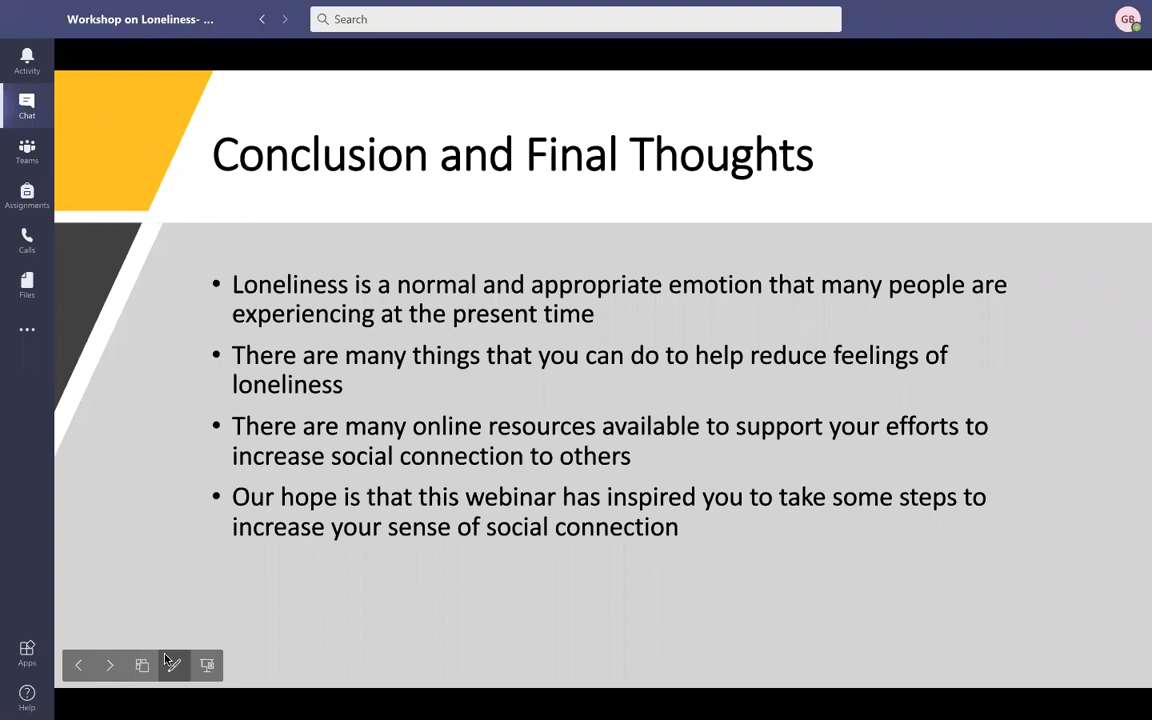 Workshop on Loneliness- ...
Search
GB
Activity
Chat
Teams
Assignments
Calls
Files
Apps
Help
Conclusion and Final Thoughts
• Loneliness is a normal and appropriate emotion that many people are
experiencing at the present time
• There are many things that you can do to help reduce feelings of
loneliness
• There are many online resources available to support your efforts to
increase social connection to others
• Our hope is that this webinar has inspired you to take some steps to
increase your sense of social connection